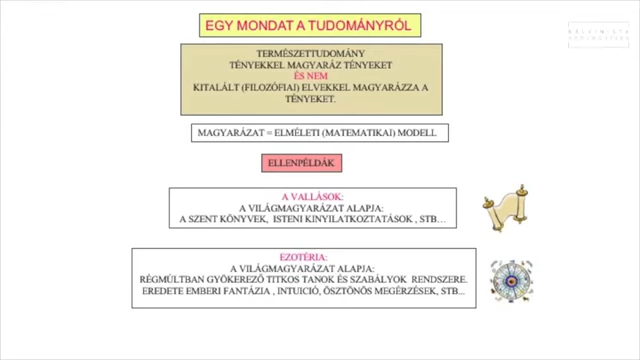 EGY MONDAT A TUDOMÁNYRÓL
TERMÉSZETTUDOMÁNY
TÉNYEKKEL MAGYARÁZ TÉNYEKET
ÉS NEM
KITALÁLT (FILOZÓFIAI) ELVEKKEL MAGYARÁZZA A
TÉNYEKET.
MAGYARÁZAT = ELMÉLETI (MATEMATIKAI) MODELL
ELLENPÉLDÁK
A VALLÁSOK:
A VILÁGMAGYARÁZAT ALAPJA:
A SZENT KÖNYVEK, ISTENI KINYILATKOZTATÁSOK , STB…
EZOTÉRIA:
A VILÁGMAGYARÁZAT ALAPJA:
RÉGMÚLTBAN GYÖKEREZŐ TITKOS TANOK ÉS SZABÁLYOK RENDSZERE.
EREDETE EMBERI FANTÁZIA , INTUICIÓ, ÖSZTÖNÖS MEGÉRZÉSEK, STB...